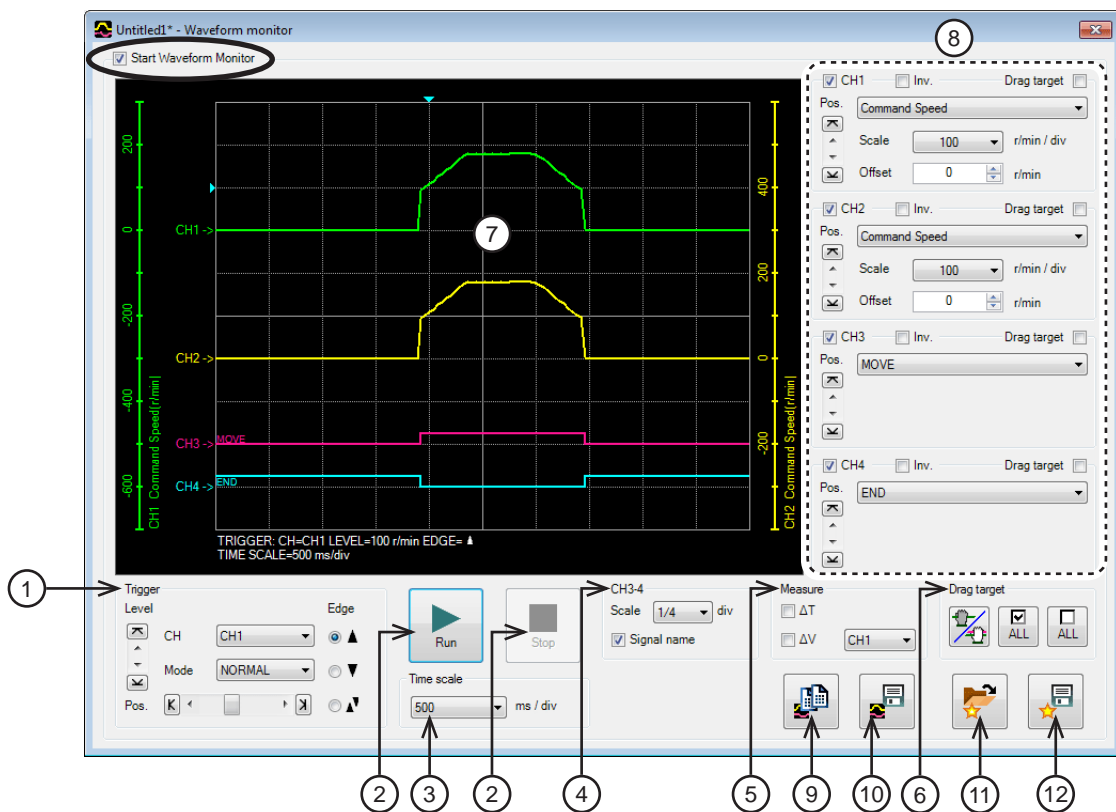 Untitled1* - Waveform monitor
Start Waveform Monitor
8
200
0
-200
-400
-600
CH1 Command Speed[r/min]
CH1 ->
CH2 ->
CH3 ->
MOVE
CH4 ->
END
7
400
200
0
-200
CH2 Command Speed[r/min]
TRIGGER: CH=CH1 LEVEL=100 r/min EDGE=
TIME SCALE=500 ms/div
CH1 Inv. Drag target
Pos. Command Speed
Scale 100 r/min / div
Offset 0 r/min
CH2 Inv. Drag target
Pos. Command Speed
Scale 100 r/min / div
Offset 0 r/min
CH3 Inv. Drag target
Pos. MOVE
CH4 Inv. Drag target
Pos. END
1
Trigger
Level Edge
CH CH1
Mode NORMAL
Pos.
Run
Stop
Time scale
500 ms / div
CH3-4
Scale 1/4 div
Signal name
Measure
ΔT
ΔV CH1
Drag target
ALL ALL
2 3 2 4 5 9 10 6 11 12